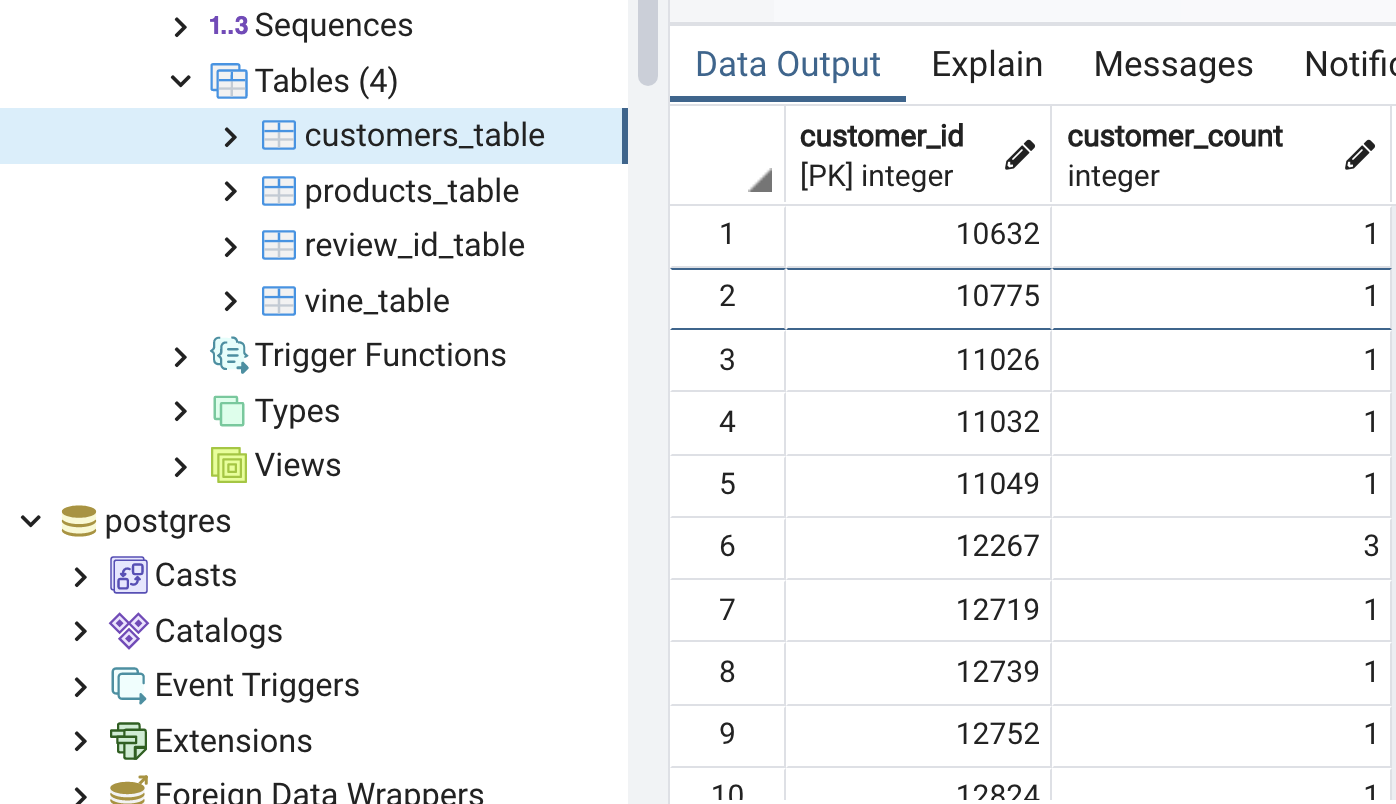 1..3 Sequences
Tables (4)
customers_table
products_table
review_id_table
vine_table
Trigger Functions
Types
Views
postgres
Casts
Catalogs
Event Triggers
Extensions
Foreign Data Wrappers
Data Output Explain Messages Notific
customer_id customer_count
[PK] integer integer
1 10632 1
2 10775 1
3 11026 1
4 11032 1
5 11049 1
6 12267 3
7 12719 1
8 12739 1
9 12752 1
10 12824 1